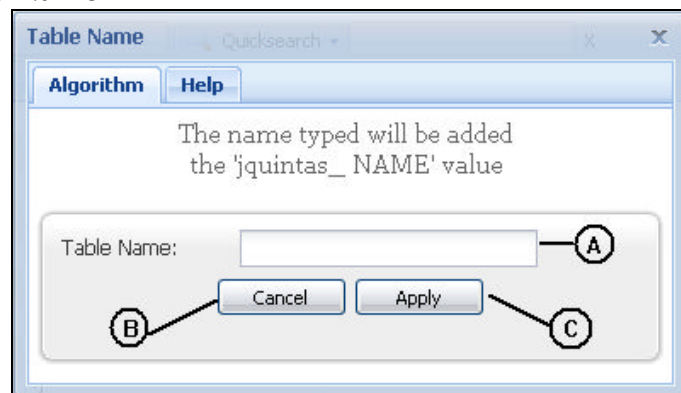 Table Name
Quicksearch
x
x
Algorithm
Help
The name typed will be added
the 'jquintas_ NAME' value
Table Name:
A
Cancel
Apply
B
C